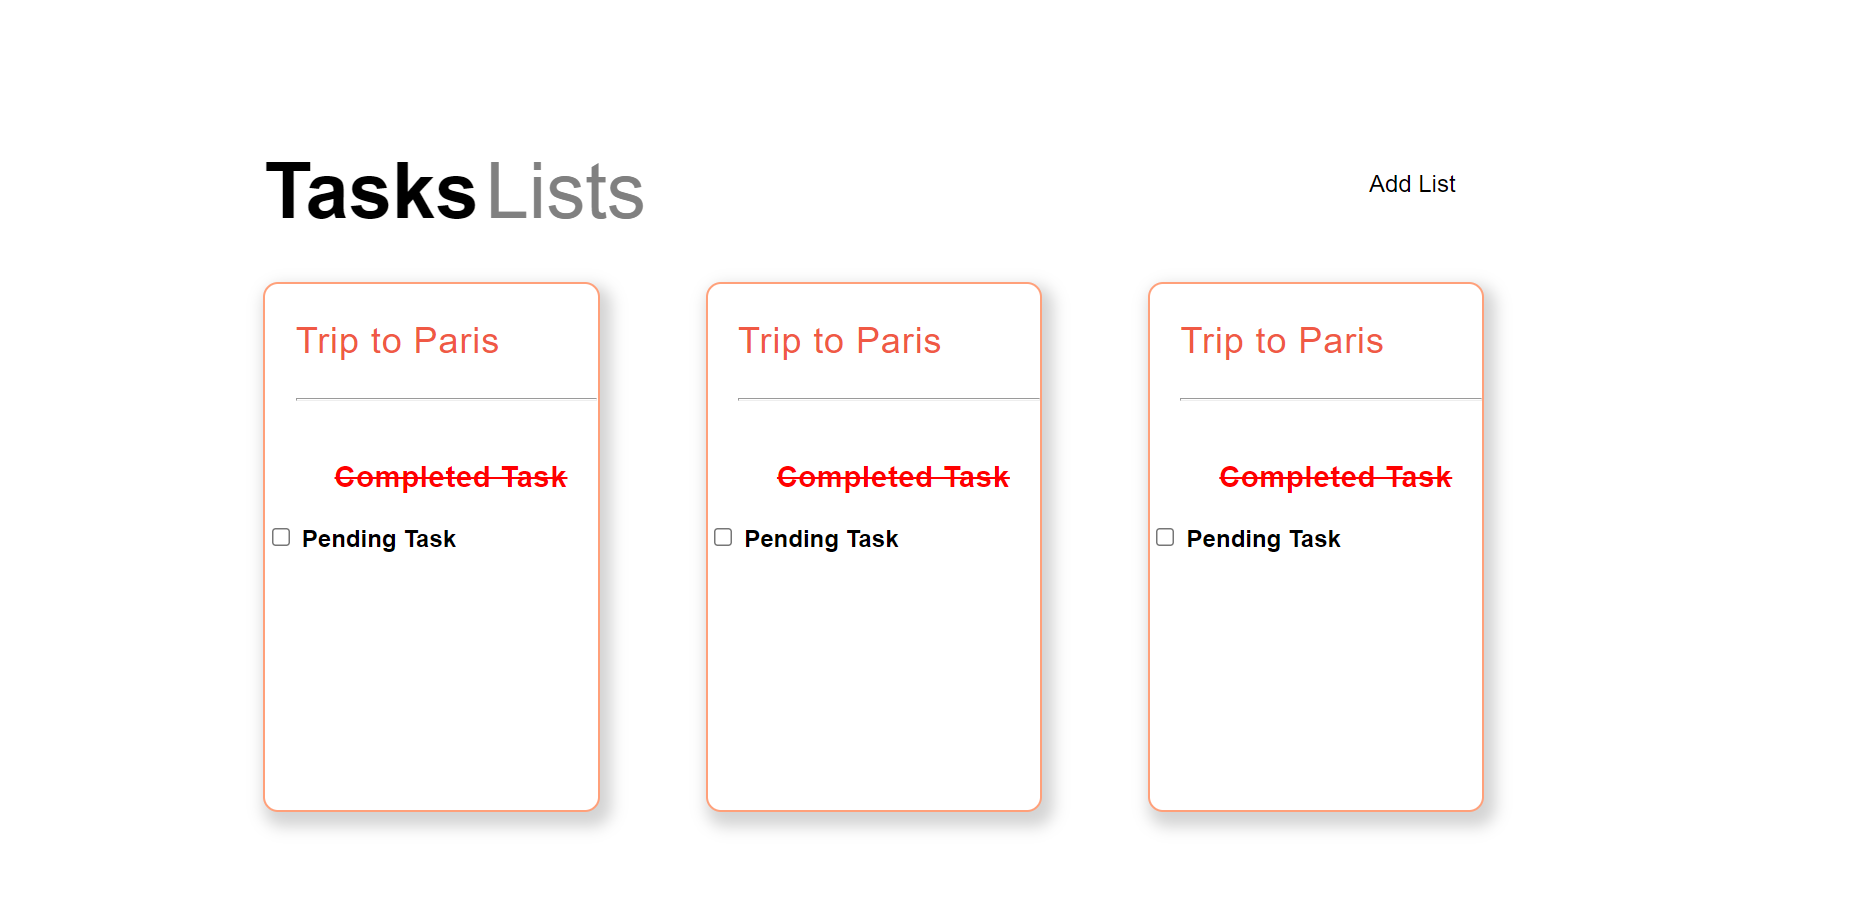 Tasks Lists
Add List
Trip to Paris
Completed Task
Pending Task
Trip to Paris
Completed Task
Pending Task
Trip to Paris
Completed Task
Pending Task